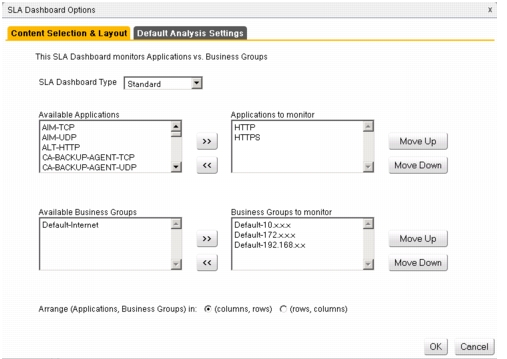 SLA Dashboard Options x
Content Selection & Layout Default Analysis Settings
This SLA Dashboard monitors Applications vs. Business Groups
SLA Dashboard Type Standard
Available Applications Applications to monitor
AIM-TCP
AIM-UDP
ALT-HTTP
CA-BACKUP-AGENT-TCP
CA-BACKUP-AGENT-UDP
>>
<<
HTTP
HTTPS
Move Up
Move Down
Available Business Groups Business Groups to monitor
Default-Internet
>>
<<
Default-10.x.x.x
Default-172.x.x.x
Default-192.168.x.x
Move Up
Move Down
Arrange (Applications, Business Groups) in: (columns, rows) (rows, columns)
OK Cancel